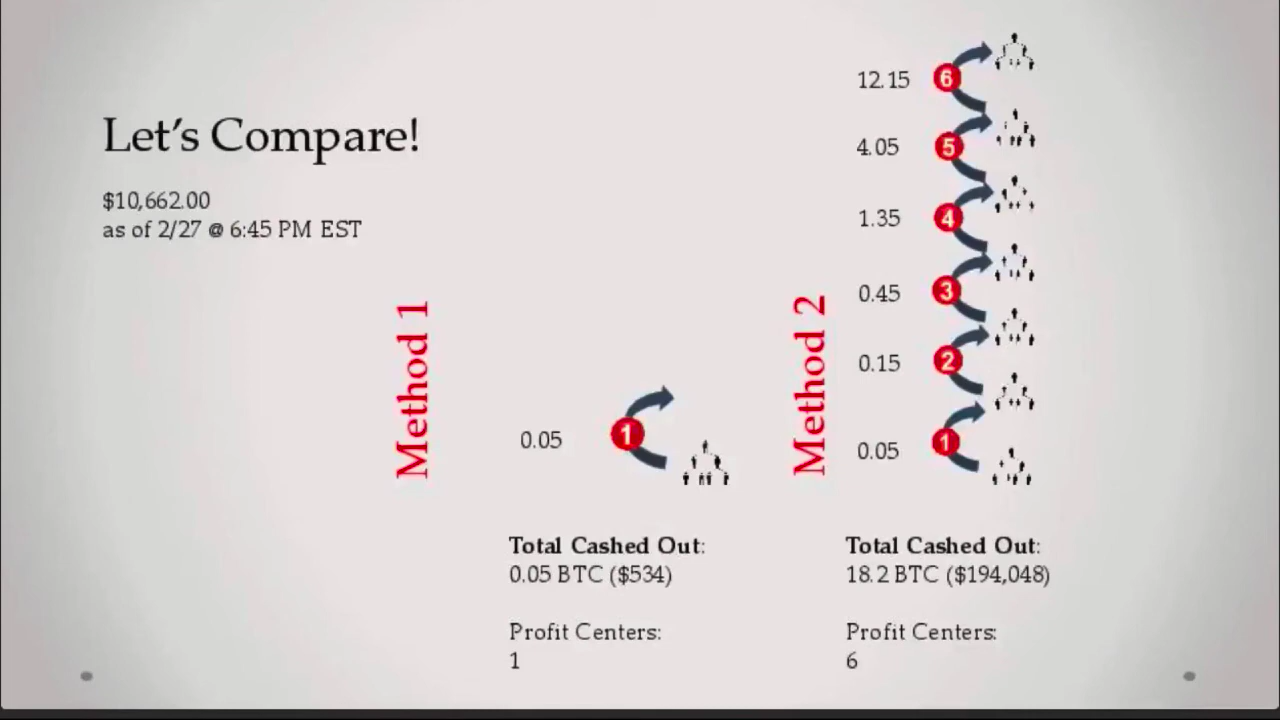 Let's Compare!
$10,662.00
as of 2/27 @ 6:45 PM EST
Method 1
0.05
1
Total Cashed Out:
0.05 BTC ($534)
Profit Centers:
1
Method 2
12.15
6
4.05
5
1.35
4
0.45
3
0.15
2
0.05
1
Total Cashed Out:
18.2 BTC ($194,048)
Profit Centers:
6